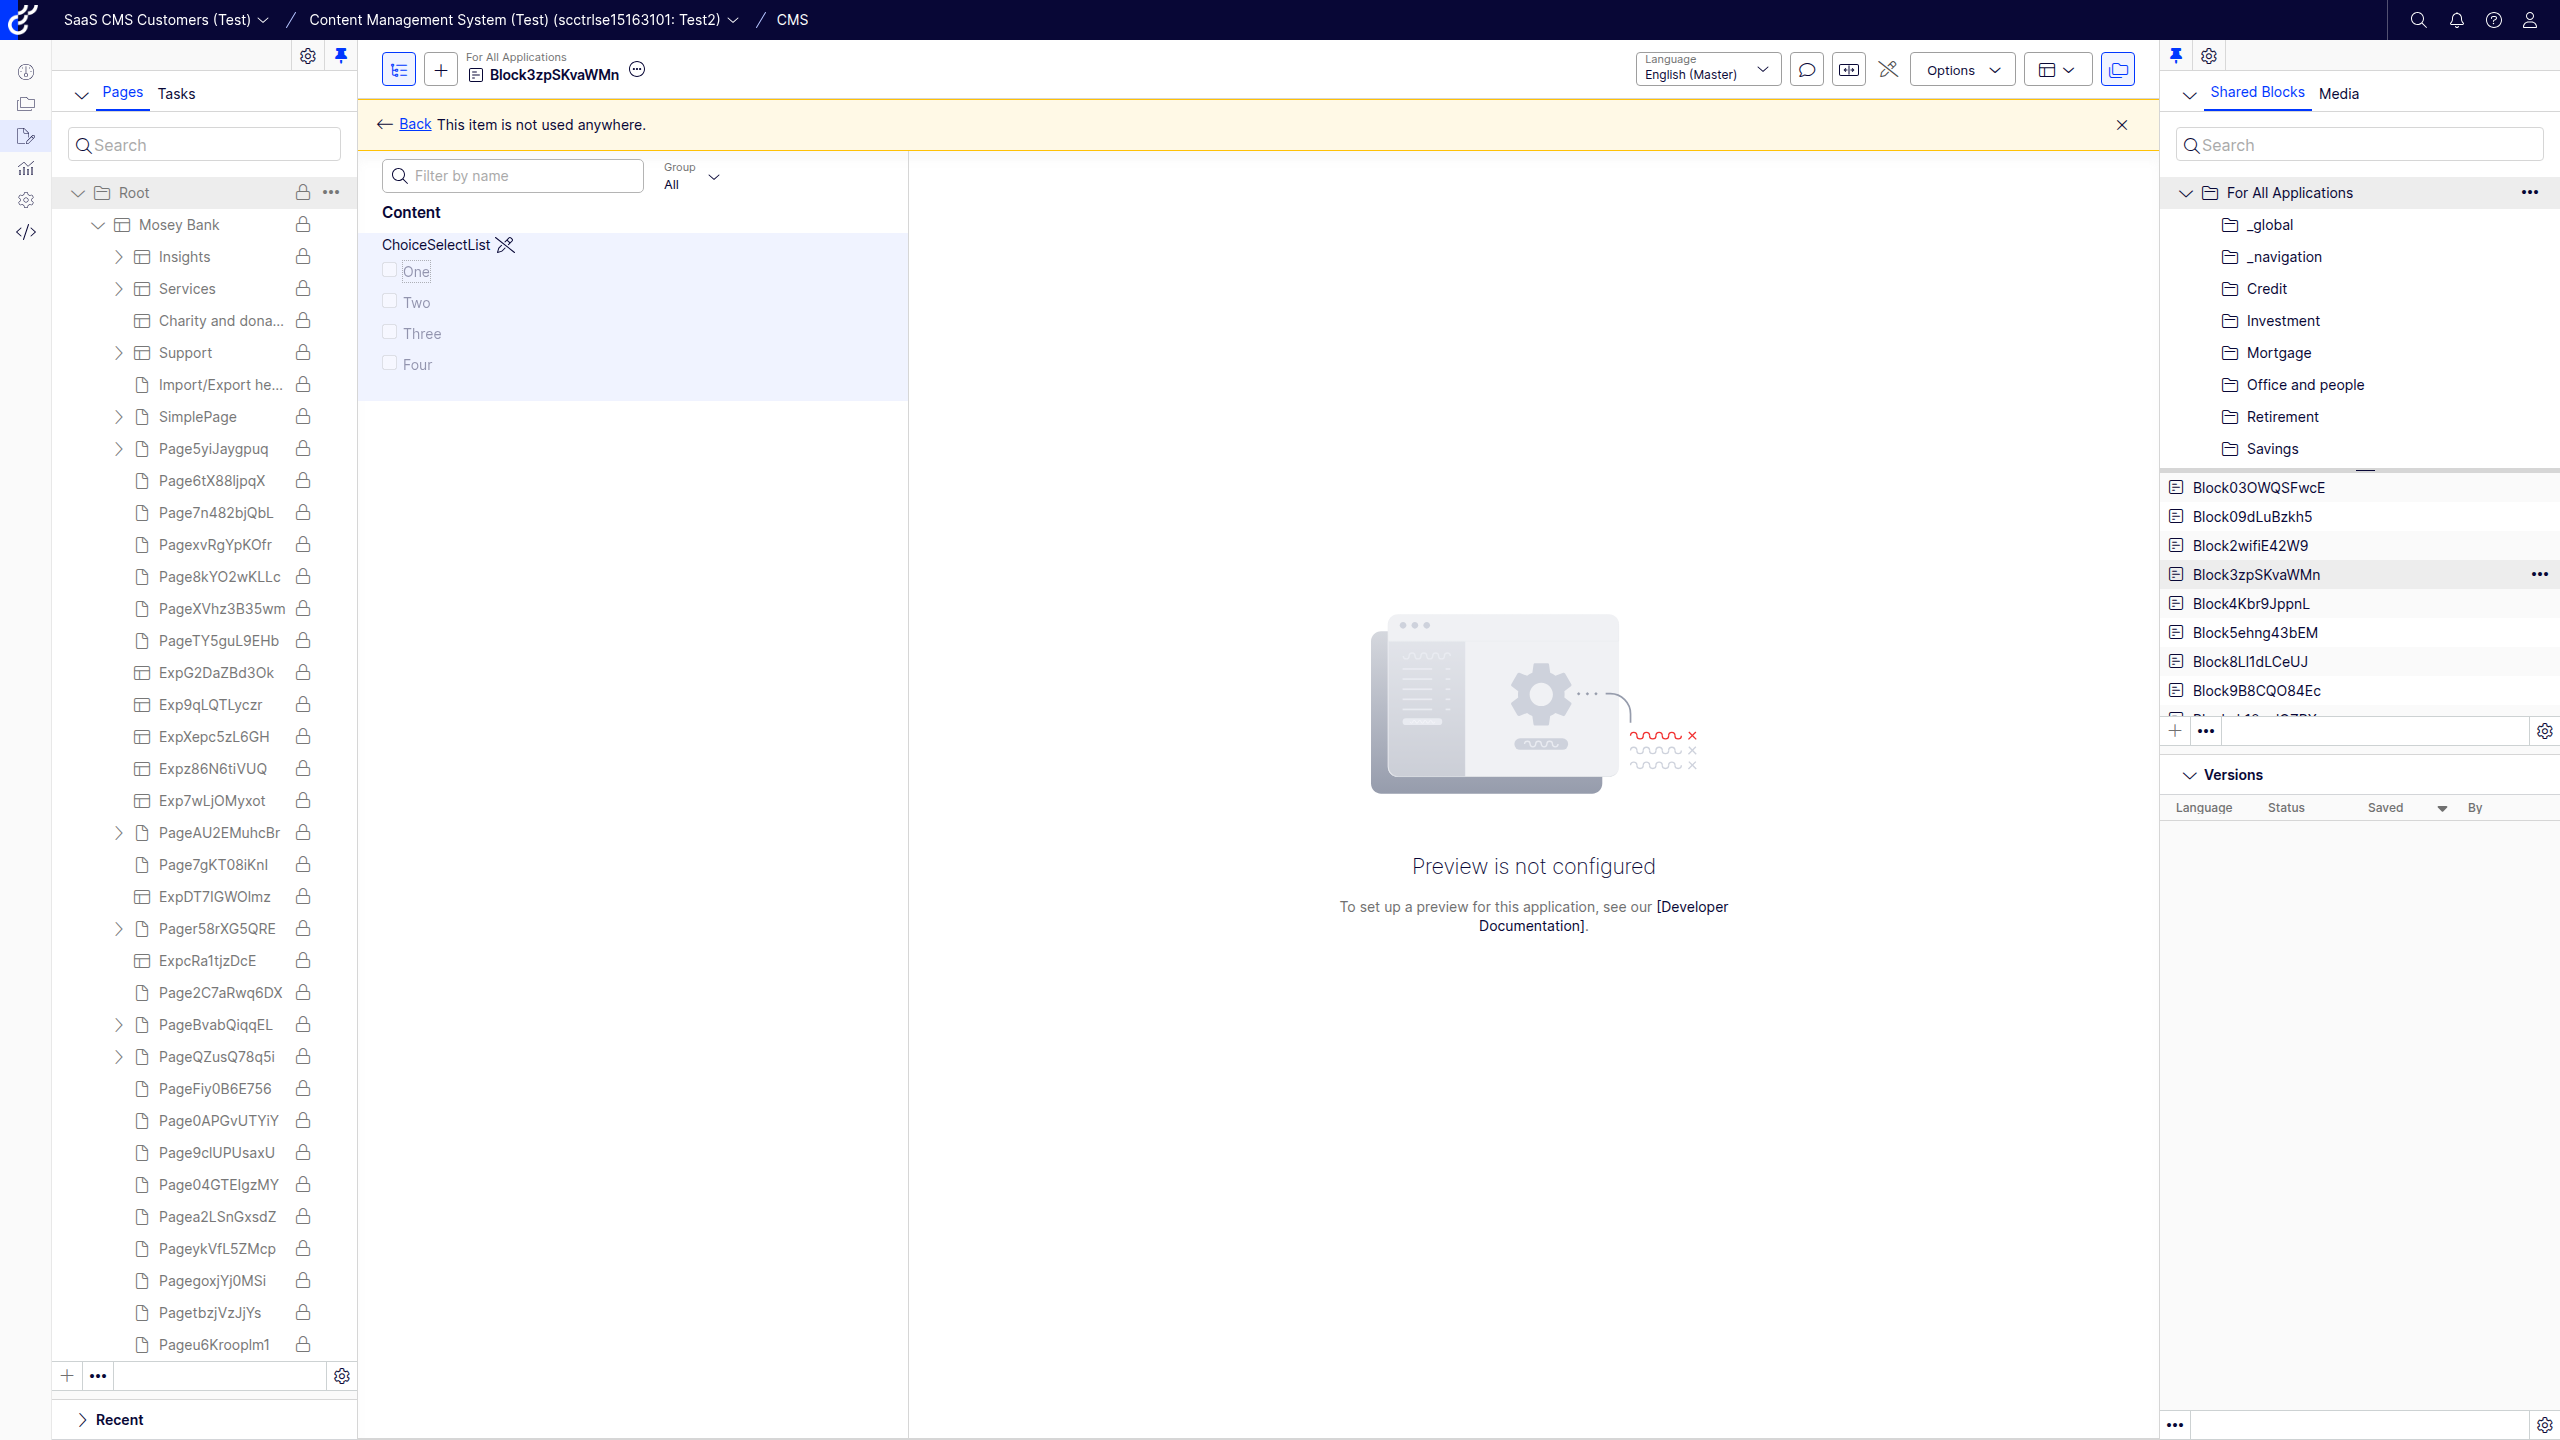 SaaS CMS Customers (Test) / Content Management System (Test) (scctrlse15163101: Test2) / CMS
Pages Tasks
Search
Root
Mosey Bank
Insights
Services
Charity and dona...
Support
Import/Export he...
SimplePage
Page5yiJaygpuq
Page6tX88ljpqX
Page7n482bjQbL
PagexvRgYpKOfr
Page8kYO2wKLLc
PageXVhz3B35wm
PageTY5guL9EHb
ExpG2DaZBd3Ok
Exp9qLQTLyczr
ExpXepc5zL6GH
Expz86N6tiVUQ
Exp7wLjOMyxot
PageAU2EMuhcBr
Page7gKT08iKnl
ExpDT7IGWOlmz
Pager58rXG5QRE
ExpcRa1tjzDcE
Page2C7aRwq6DX
PageBvabQiqqEL
PageQZusQ78q5i
PageFiy0B6E756
Page0APGvUTYiY
Page9clUPUsaxU
Page04GTElgzMY
Pagea2LSnGxsdZ
PageykVfL5ZMcp
PagegoxjYj0MSi
PagetbzjVzJjYs
Pageu6Krooplm1
Recent
For All Applications
Block3zpSKvaWMn
Language
English (Master)
Options
Back This item is not used anywhere.
Filter by name
Group
All
Content
ChoiceSelectList
One
Two
Three
Four
Preview is not configured
To set up a preview for this application, see our [Developer
Documentation].
Shared Blocks Media
Search
For All Applications
_global
_navigation
Credit
Investment
Mortgage
Office and people
Retirement
Savings
Block03OWQSFwcE
Block09dLuBzkh5
Block2wifiE42W9
Block3zpSKvaWMn
Block4Kbr9JppnL
Block5ehng43bEM
Block8Ll1dLCeUJ
Block9B8CQO84Ec
Versions
Language Status Saved By